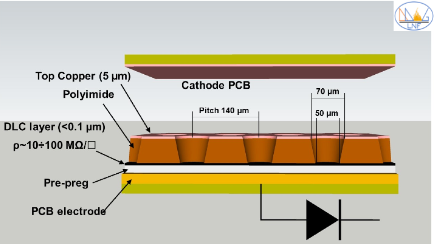 Top Copper (5 µm)
Polyimide
Cathode PCB
70 µm
Pitch 140 µm
50 µm
DLC layer (<0.1 µm)
ρ~10÷100 MΩ/□
Pre-preg
PCB electrode
LNF